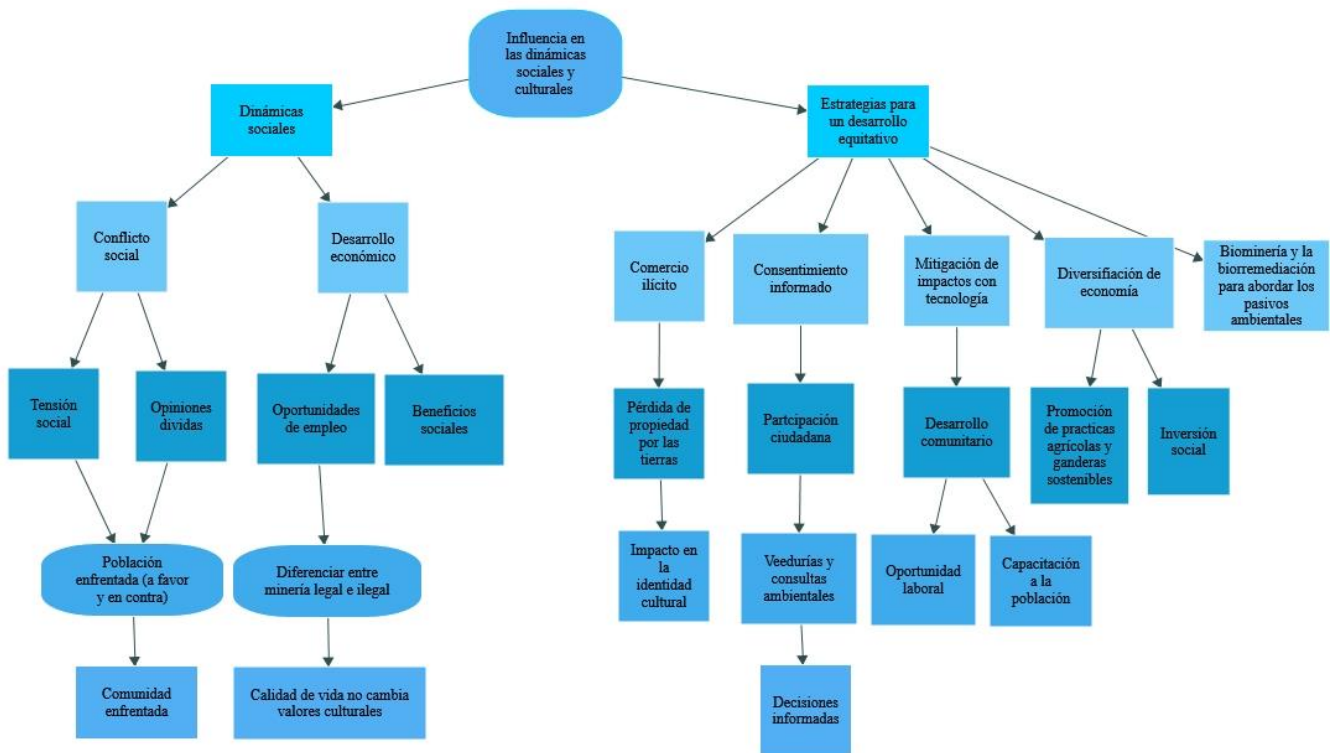 Influencia en
las dinámicas
sociales y
culturales
Dinámicas
sociales
Estrategias para
un desarrollo
equitativo
Conflicto
social
Desarrollo
económico
Comercio
ilícito
Consentimiento
informado
Mitigación de
impactos con
tecnología
Diversifiación de
economía
Biominería y la
biorremediación
para abordar los
pasivos ambientales
Tensión
social
Opiniones
dividas
Oportunidades
de empleo
Beneficios
sociales
Pérdida de
propiedad
por las
tierras
Partcipación
ciudadana
Desarrollo
comunitario
Promoción
de practicas
agrícolas y
ganderas
sostenibles
Inversión
social
Población
enfrentada (a favor
y en contra)
Diferenciar entre
minería legal e ilegal
Impacto en
la
identidad
cultural
Veedurías y
consultas
ambientales
Oportunidad
laboral
Capacitación
a la
población
Comunidad
enfrentada
Calidad de vida no cambia
valores culturales
Decisiones
informadas